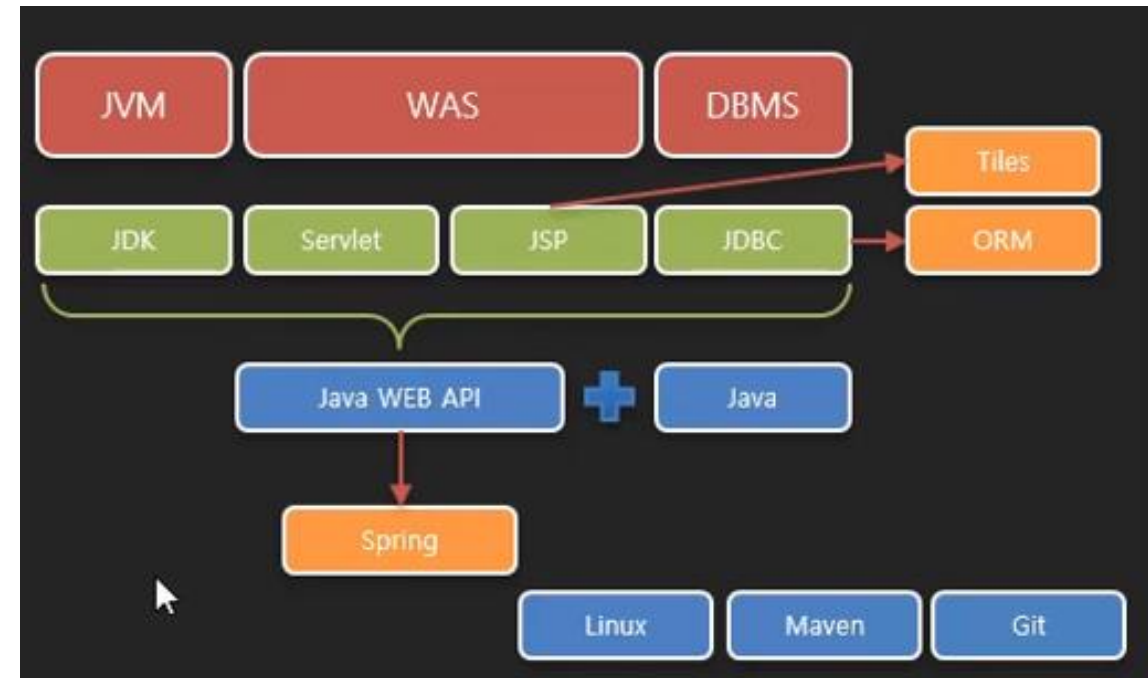 JVM
WAS
DBMS
Tiles
JDK
Servlet
JSP
JDBC
ORM
Java WEB API
Java
Spring
Linux
Maven
Git